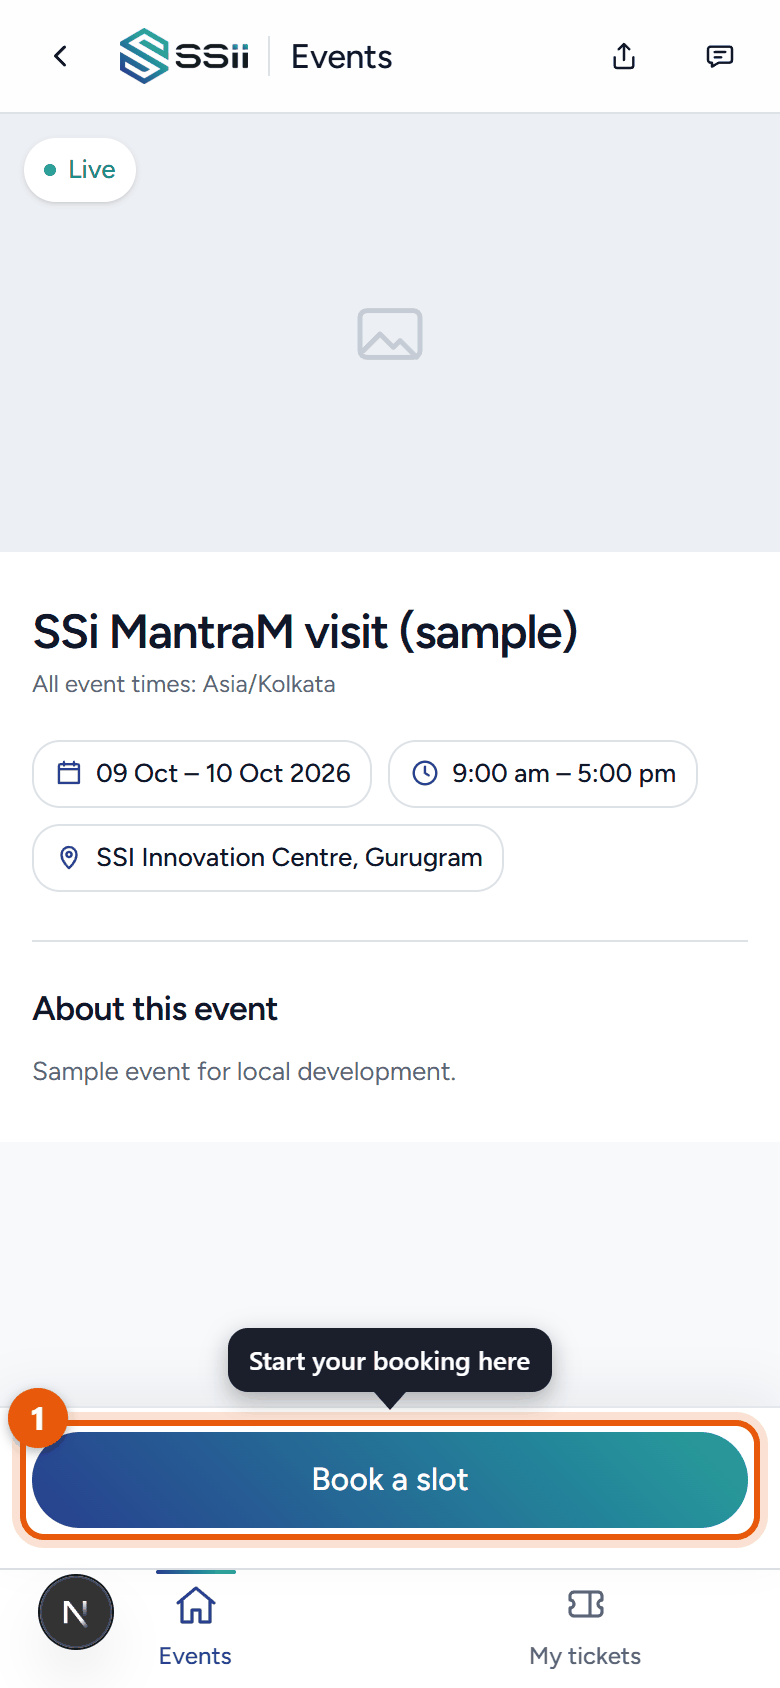 SSii
Events
Live
SSi MantraM visit (sample)
All event times: Asia/Kolkata
09 Oct – 10 Oct 2026
9:00 am – 5:00 pm
SSI Innovation Centre, Gurugram
About this event
Sample event for local development.
Start your booking here
1
Book a slot
N
Events
My tickets